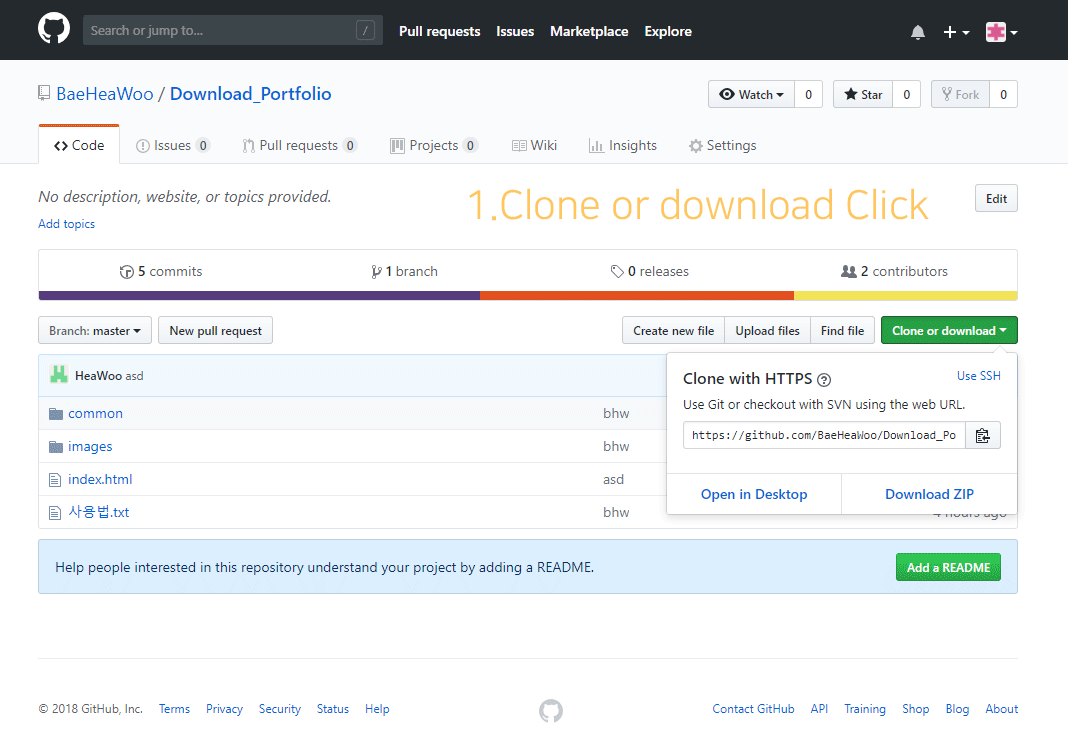 Search or jump to... /
Pull requests Issues Marketplace Explore
BaeHeaWoo / Download_Portfolio
Watch 0 Star 0 Fork 0
Code Issues 0 Pull requests 0 Projects 0 Wiki Insights Settings
No description, website, or topics provided.
1.Clone or download Click
Edit
Add topics
5 commits 1 branch 0 releases 2 contributors
Branch: master New pull request Create new file Upload files Find file Clone or download
HeaWoo asd
common bhw
images bhw
index.html asd
사용법.txt bhw 4 hours ago
Clone with HTTPS ? Use SSH
Use Git or checkout with SVN using the web URL.
https://github.com/BaeHeaWoo/Download_Po
Open in Desktop Download ZIP
Help people interested in this repository understand your project by adding a README. Add a README
© 2018 GitHub, Inc. Terms Privacy Security Status Help Contact GitHub API Training Shop Blog About